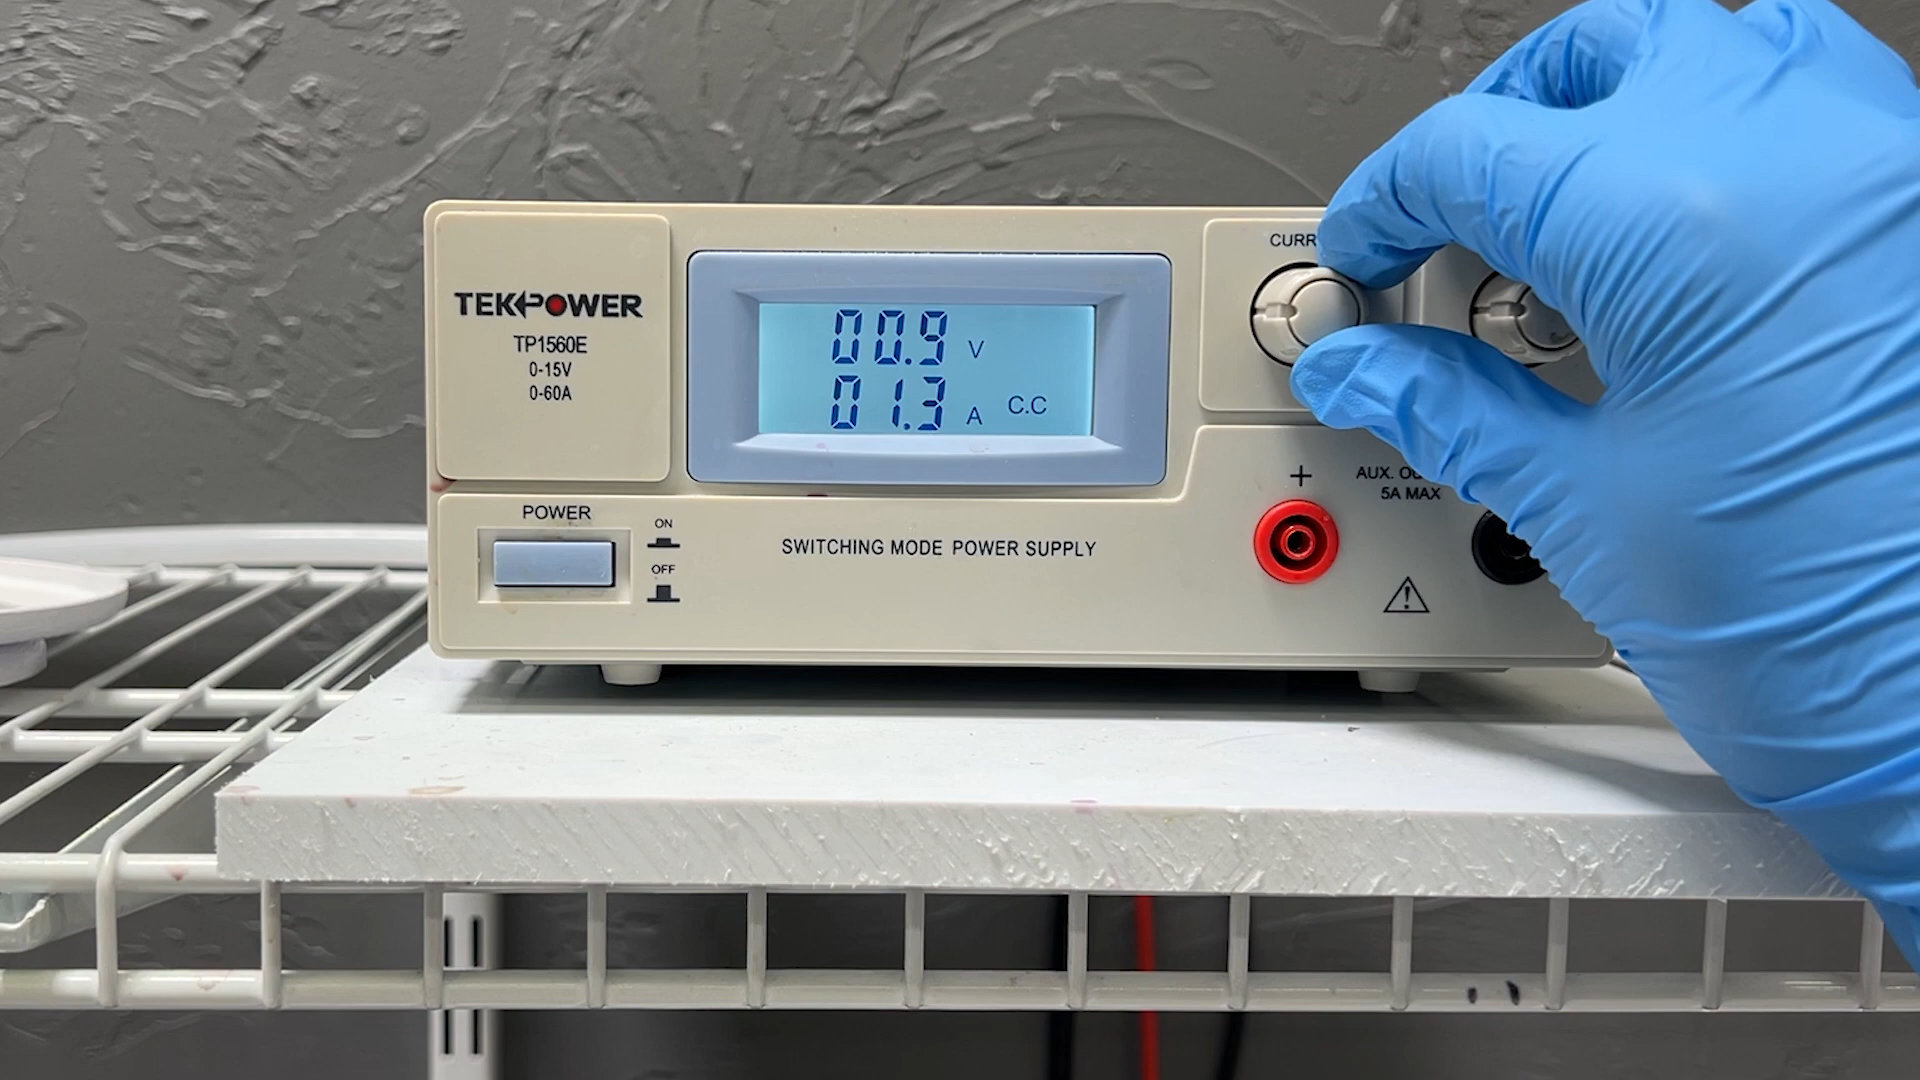 TEKPOWER
TP1560E
0-15V
0-60A
00.9 V
01.3 A C.C
CURR
POWER
ON
OFF
SWITCHING MODE POWER SUPPLY
+
AUX. O
5A MAX